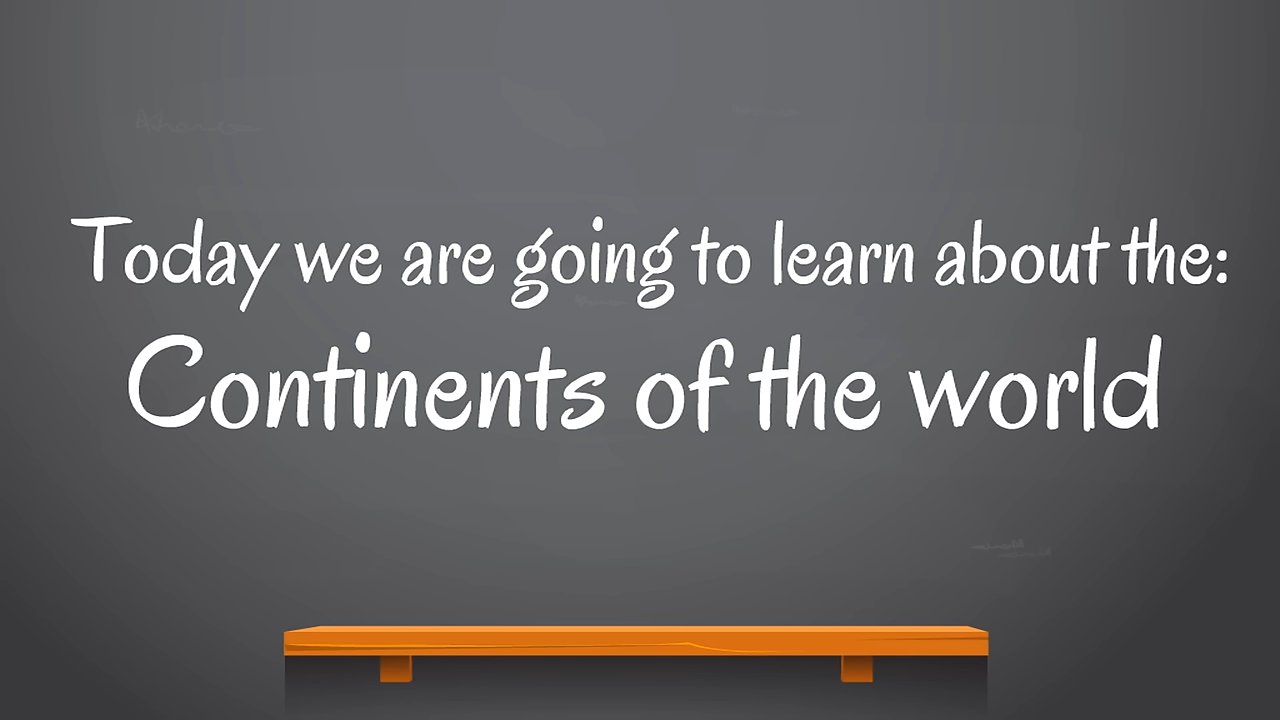 Today we are going to learn about the:
Continents of the world